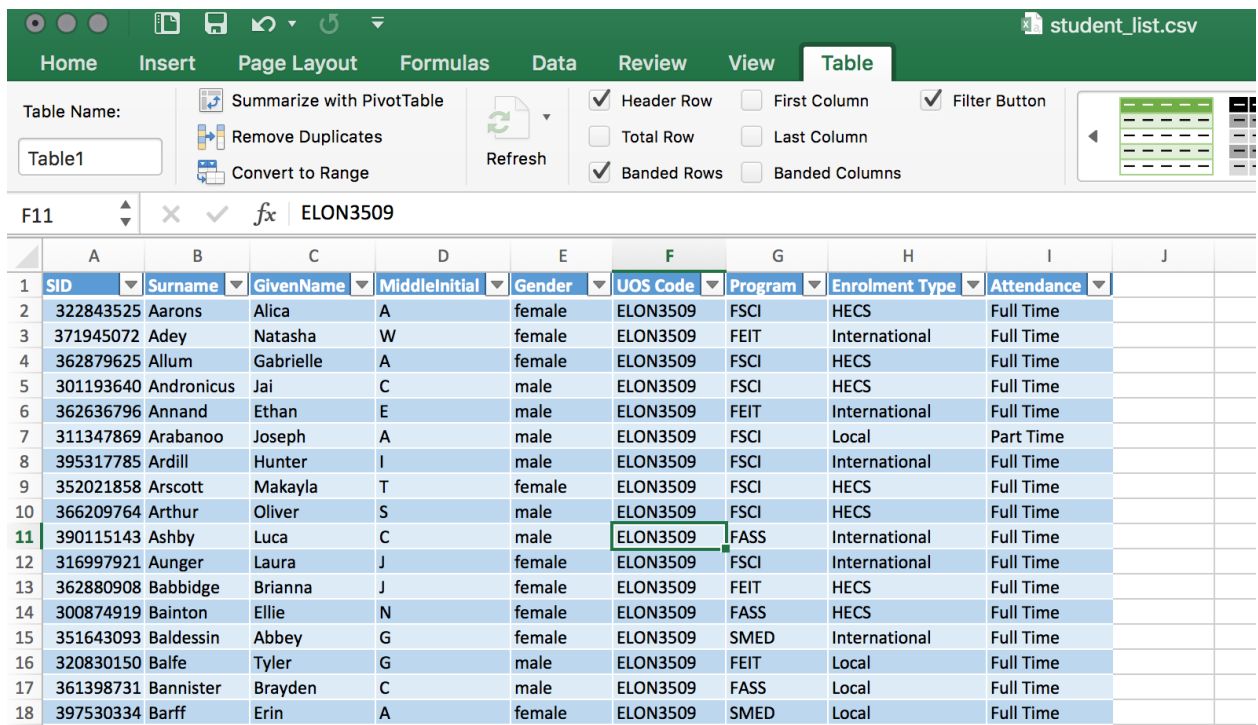 student_list.csv
Home Insert Page Layout Formulas Data Review View Table
Table Name: Summarize with PivotTable Header Row First Column Filter Button
Remove Duplicates Total Row Last Column
Table1 Refresh
Convert to Range Banded Rows Banded Columns
F11 fx ELON3509
A B C D E F G H I J
1 SID Surname GivenName MiddleInitial Gender UOS Code Program Enrolment Type Attendance
2 322843525 Aarons Alica A female ELON3509 FSCI HECS Full Time
3 371945072 Adey Natasha W female ELON3509 FEIT International Full Time
4 362879625 Allum Gabrielle A female ELON3509 FSCI HECS Full Time
5 301193640 Andronicus Jai C male ELON3509 FSCI HECS Full Time
6 362636796 Annand Ethan E male ELON3509 FEIT International Full Time
7 311347869 Arabanoo Joseph A male ELON3509 FSCI Local Part Time
8 395317785 Ardill Hunter I male ELON3509 FSCI International Full Time
9 352021858 Arscott Makayla T female ELON3509 FSCI HECS Full Time
10 366209764 Arthur Oliver S male ELON3509 FSCI HECS Full Time
11 390115143 Ashby Luca C male ELON3509 FASS International Full Time
12 316997921 Aunger Laura J female ELON3509 FSCI International Full Time
13 362880908 Babbidge Brianna J female ELON3509 FEIT HECS Full Time
14 300874919 Bainton Ellie N female ELON3509 FASS HECS Full Time
15 351643093 Baldessin Abbey G female ELON3509 SMED International Full Time
16 320830150 Balfe Tyler G male ELON3509 FEIT Local Full Time
17 361398731 Bannister Brayden C male ELON3509 FASS Local Full Time
18 397530334 Barff Erin A female ELON3509 SMED Local Full Time